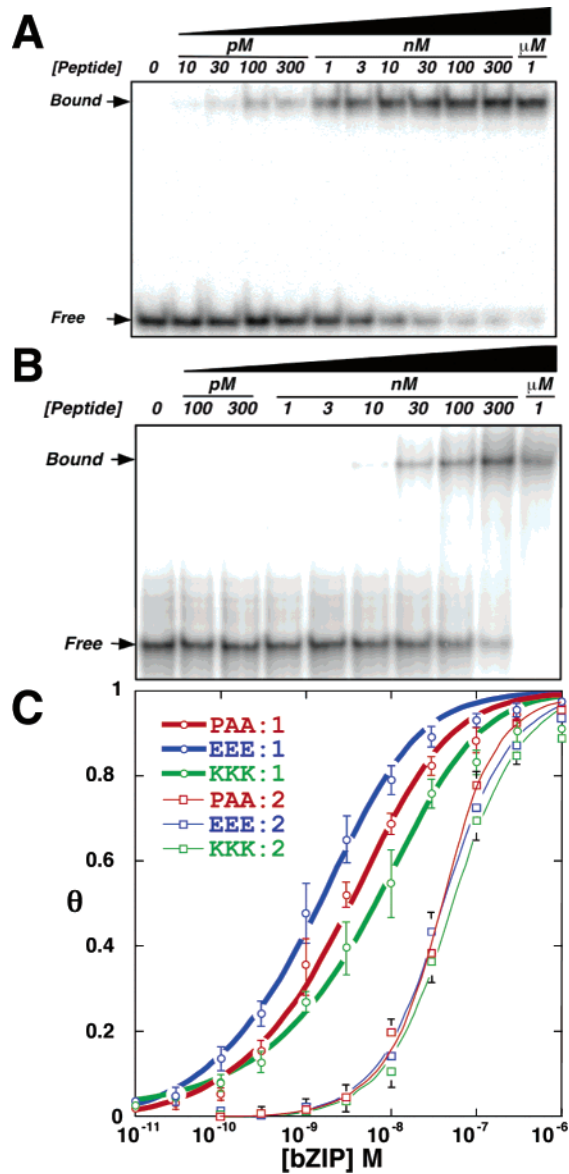 A
pM nM μM
[Peptide] 0 10 30 100 300 1 3 10 30 100 300 1
Bound
Free
B
pM nM μM
[Peptide] 0 100 300 1 3 10 30 100 300 1
Bound
Free
C
1
0.8
0.6
0.4
0.2
0
θ
PAA:1
EEE:1
KKK:1
PAA:2
EEE:2
KKK:2
10⁻¹¹ 10⁻¹⁰ 10⁻⁹ 10⁻⁸ 10⁻⁷ 10⁻⁶
[bZIP] M